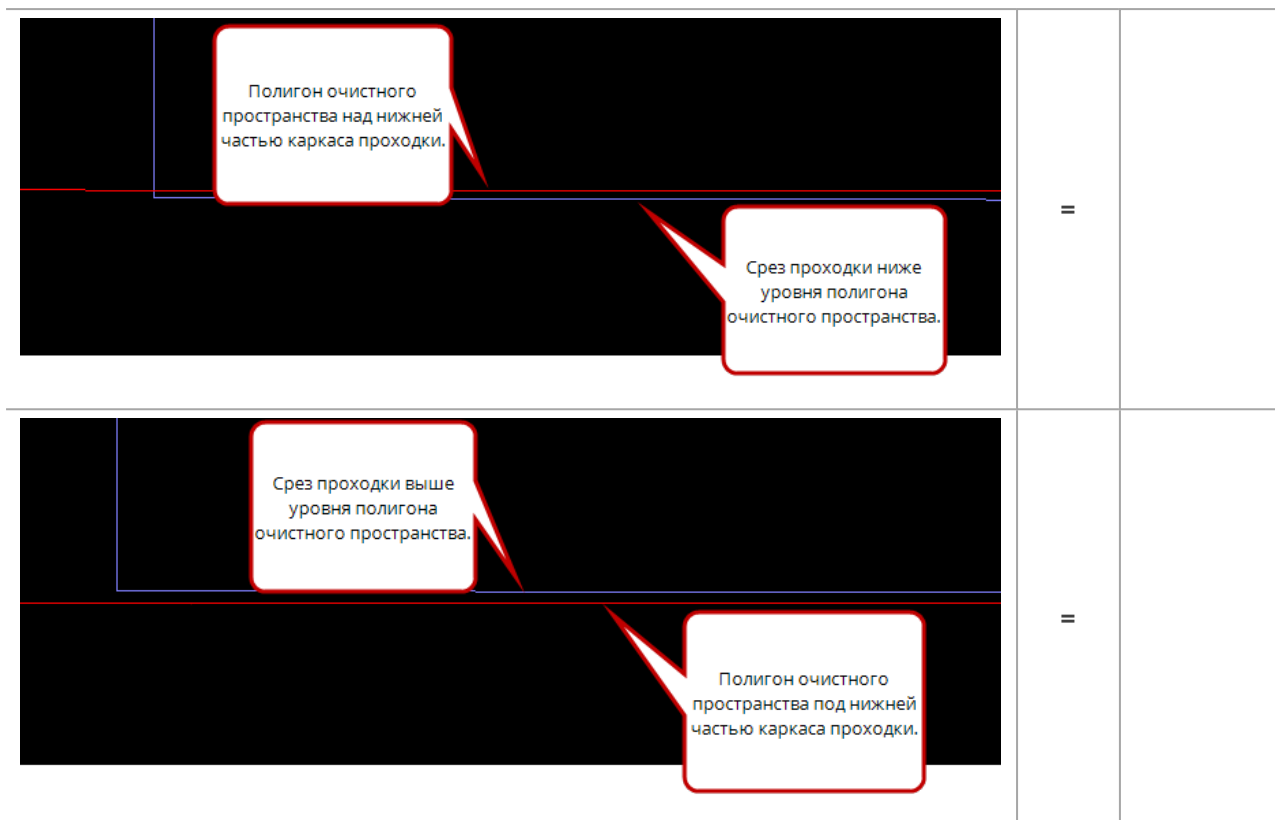 Полигон очистного
пространства над нижней
частью каркаса проходки.
Срез проходки ниже
уровня полигона
очистного пространства.
=
Срез проходки выше
уровня полигона
очистного пространства.
Полигон очистного
пространства под нижней
частью каркаса проходки.
=